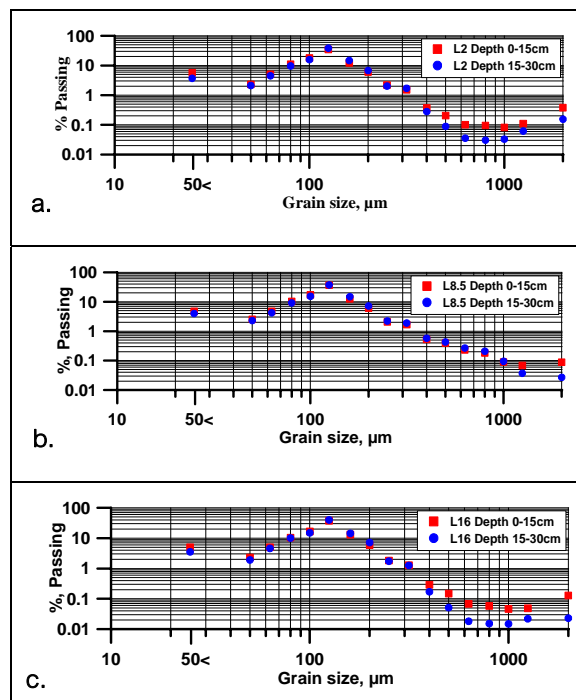 100
10
1
0.1
0.01
% Passing
L2 Depth 0-15cm
L2 Depth 15-30cm
10 50< 100 1000
Grain size, µm
a.
100
10
1
0.1
0.01
%, Passing
L8.5 Depth 0-15cm
L8.5 Depth 15-30cm
10 50< 100 1000
Grain size, µm
b.
100
10
1
0.1
0.01
%, Passing
L16 Depth 0-15cm
L16 Depth 15-30cm
10 50< 100 1000
Grain size, µm
c.